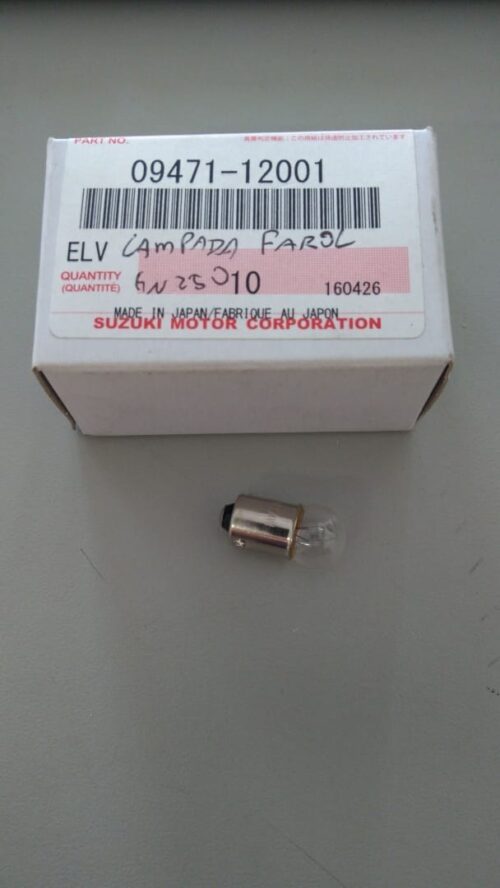 PART NO.
09471-12001
ELV LAMPADA FAROL
QUANTITY
(QUANTITÉ)
GN 250 10 160426
MADE IN JAPAN/FABRIQUE AU JAPON
SUZUKI MOTOR CORPORATION